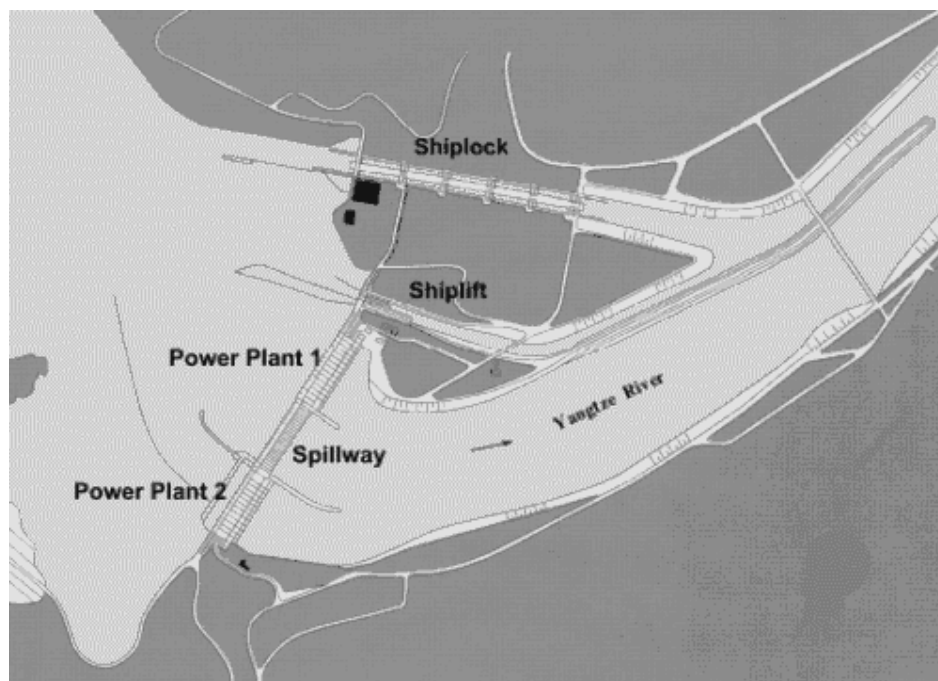 Shiplock
Shiplift
Power Plant 1
Yangtze River
Spillway
Power Plant 2